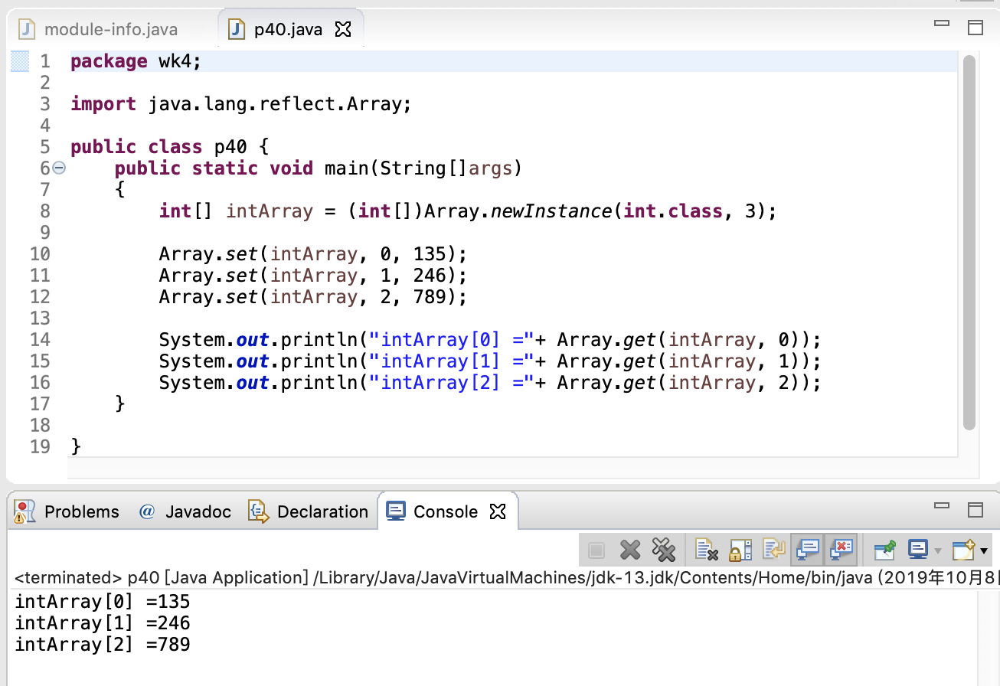 module-info.java p40.java
1 package wk4;
2
3 import java.lang.reflect.Array;
4
5 public class p40 {
6 public static void main(String[]args)
7 {
8 int[] intArray = (int[])Array.newInstance(int.class, 3);
9
10 Array.set(intArray, 0, 135);
11 Array.set(intArray, 1, 246);
12 Array.set(intArray, 2, 789);
13
14 System.out.println("intArray[0] ="+ Array.get(intArray, 0));
15 System.out.println("intArray[1] ="+ Array.get(intArray, 1));
16 System.out.println("intArray[2] ="+ Array.get(intArray, 2));
17 }
18
19 }
Problems @ Javadoc Declaration Console
<terminated> p40 [Java Application] /Library/Java/JavaVirtualMachines/jdk-13.jdk/Contents/Home/bin/java (2019年10月8
intArray[0] =135
intArray[1] =246
intArray[2] =789